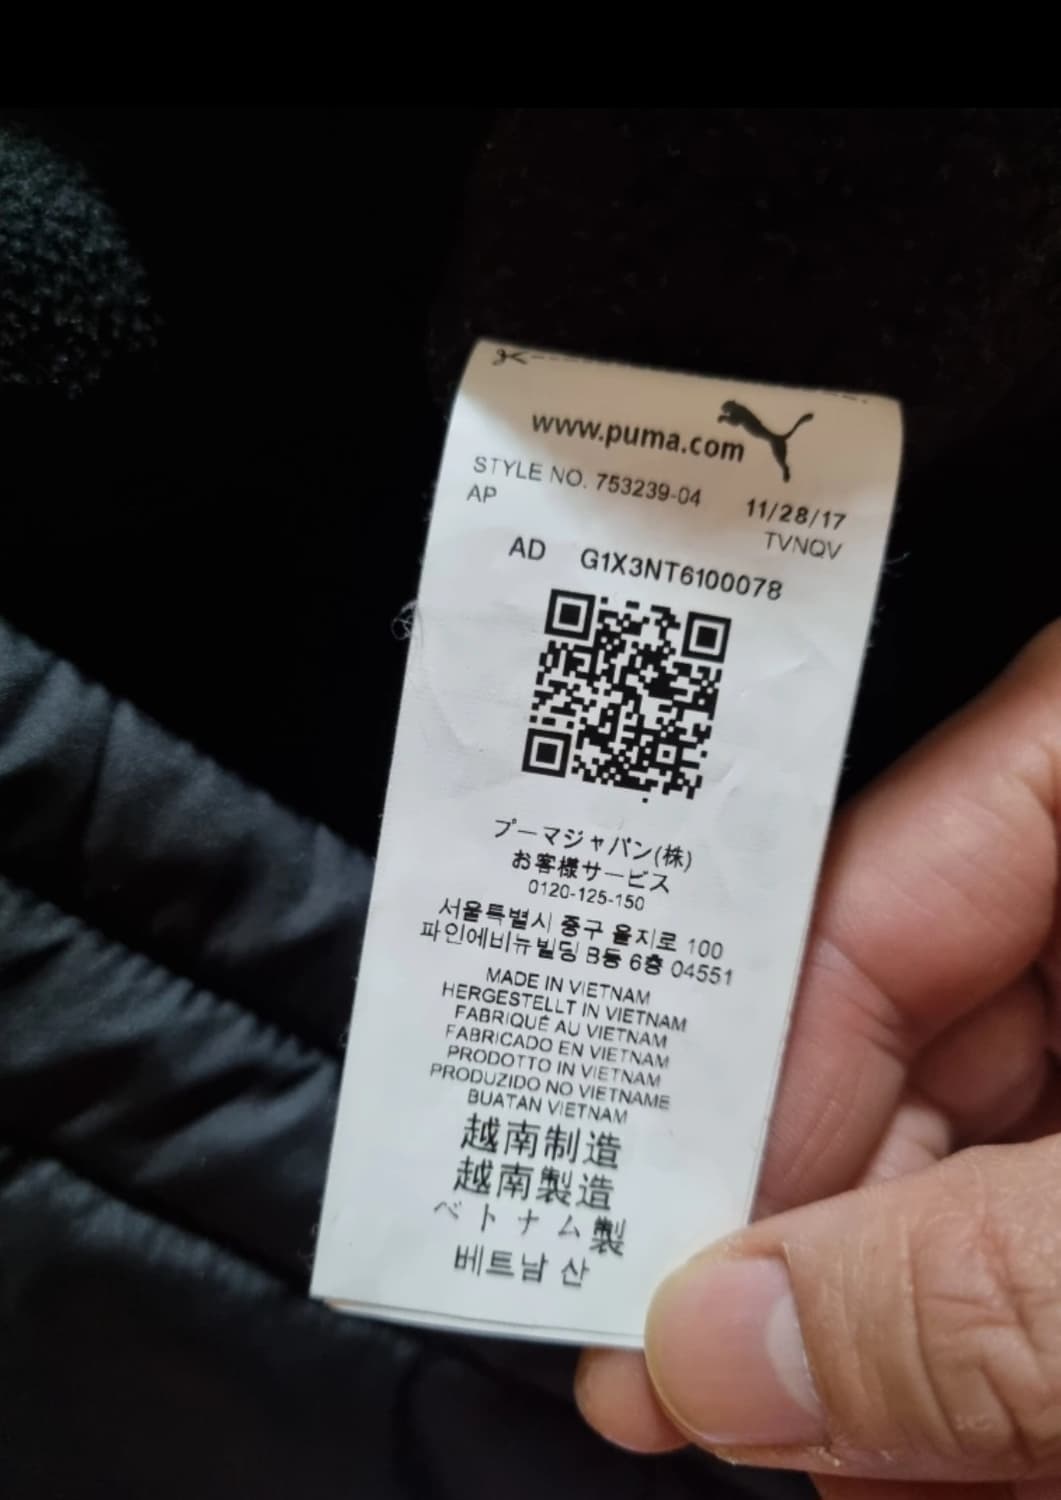 www.puma.com
STYLE NO. 753239-04 11/28/17
AP TVNQV
AD G1X3NT6100078
プーマジャパン(株)
お客様サービス
0120-125-150
서울특별시 중구 을지로 100
파인에비뉴빌딩 B동 6층 04551
MADE IN VIETNAM
HERGESTELLT IN VIETNAM
FABRIQUÉ AU VIETNAM
FABRICADO EN VIETNAM
PRODOTTO IN VIETNAM
PRODUZIDO NO VIETNAME
BUATAN VIETNAM
越南制造
越南製造
ベトナム製
베트남 산